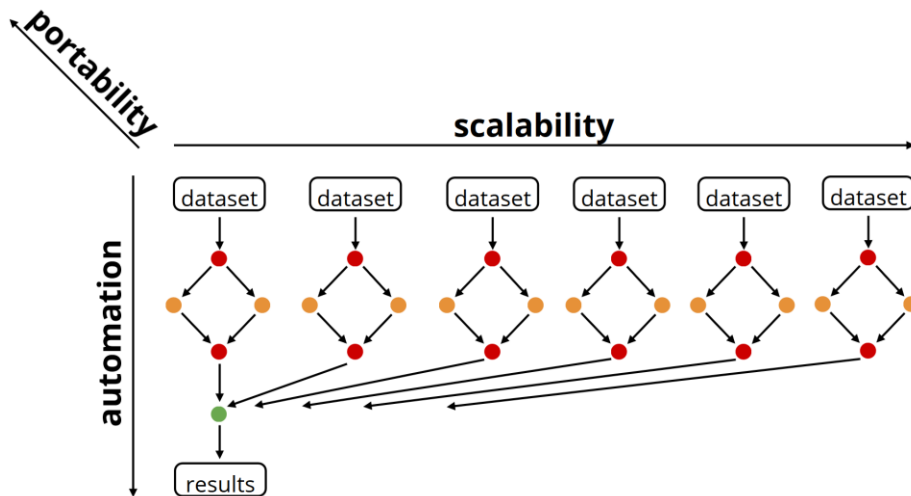 portability
scalability
automation
dataset
dataset
dataset
dataset
dataset
dataset
results